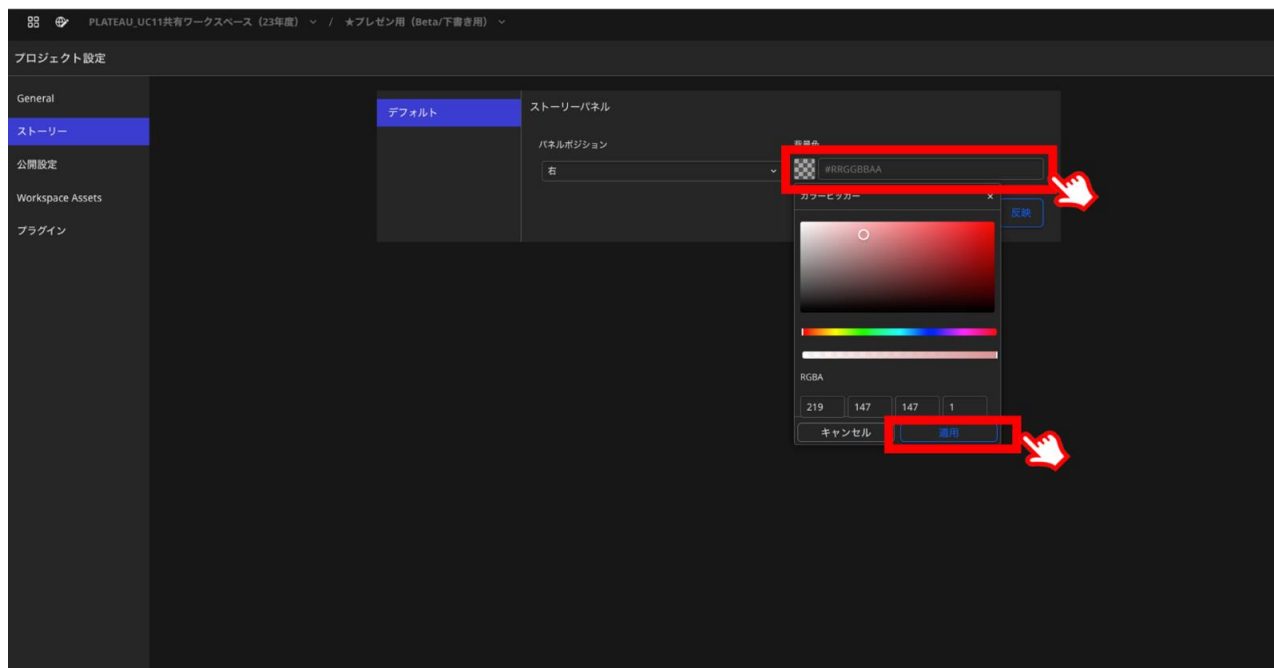 PLATEAU_UC11共有ワークスペース（23年度） / ★プレゼン用（Beta/下書き用）
プロジェクト設定
General
ストーリー
公開設定
Workspace Assets
プラグイン
デフォルト
ストーリーパネル
パネルポジション
右
背景色
#RRGGBBAA
反映
カラーピッカー ×
RGBA
219 147 147 1
キャンセル 適用